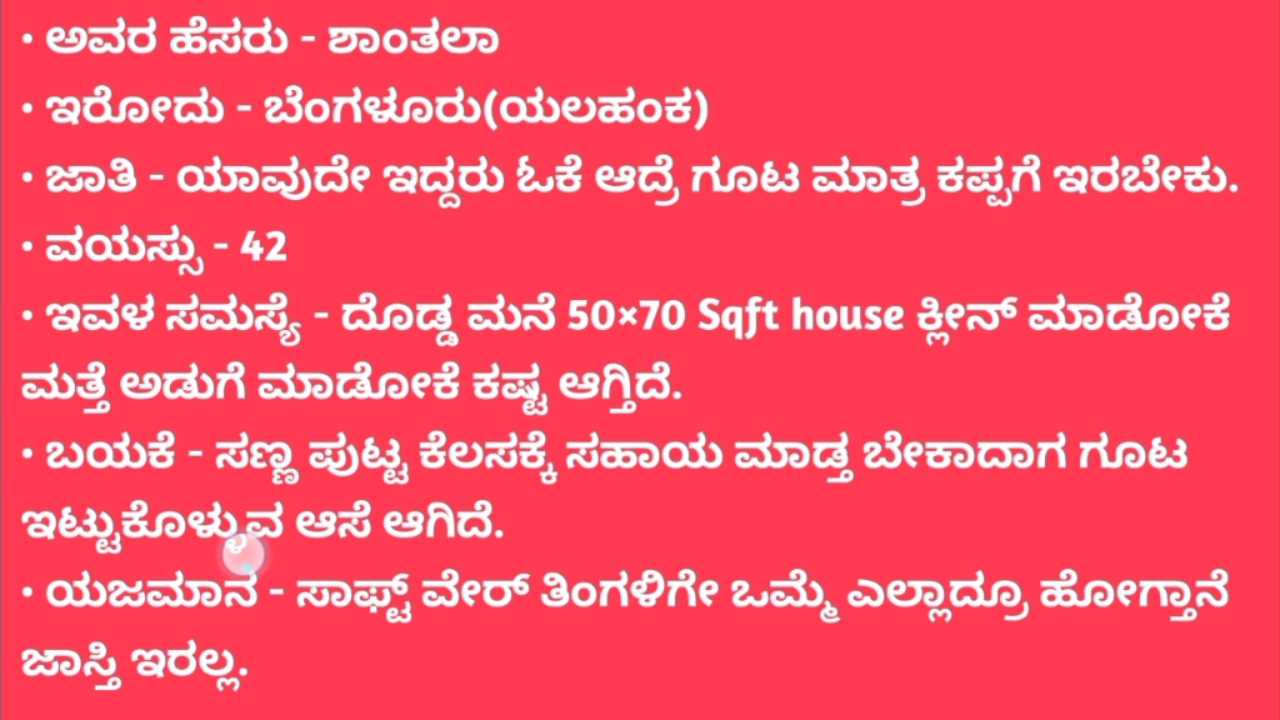 • ಅವರ ಹೆಸರು - ಶಾಂತಲಾ
• ಇರೋದು - ಬೆಂಗಳೂರು(ಯಲಹಂಕ)
• ಜಾತಿ - ಯಾವುದೇ ಇದ್ದರು ಓಕೆ ಆದ್ರೆ ಗೂಟ ಮಾತ್ರ ಕಪ್ಪಗೆ ಇರಬೇಕು.
• ವಯಸ್ಸು - 42
• ಇವಳ ಸಮಸ್ಯೆ - ದೊಡ್ಡ ಮನೆ 50×70 Sqft house ಕ್ಲೀನ್ ಮಾಡೋಕೆ
ಮತ್ತೆ ಅಡುಗೆ ಮಾಡೋಕೆ ಕಷ್ಟ ಆಗ್ತಿದೆ.
• ಬಯಕೆ - ಸಣ್ಣ ಪುಟ್ಟ ಕೆಲಸಕ್ಕೆ ಸಹಾಯ ಮಾಡ್ತ ಬೇಕಾದಾಗ ಗೂಟ
ಇಟ್ಟುಕೊಳ್ಳುವ ಆಸೆ ಆಗಿದೆ.
• ಯಜಮಾನ - ಸಾಫ್ಟ್ ವೇರ್ ತಿಂಗಳಿಗೇ ಒಮ್ಮೆ ಎಲ್ಲಾದ್ರೂ ಹೋಗ್ತಾನೆ
ಜಾಸ್ತಿ ಇರಲ್ಲ.